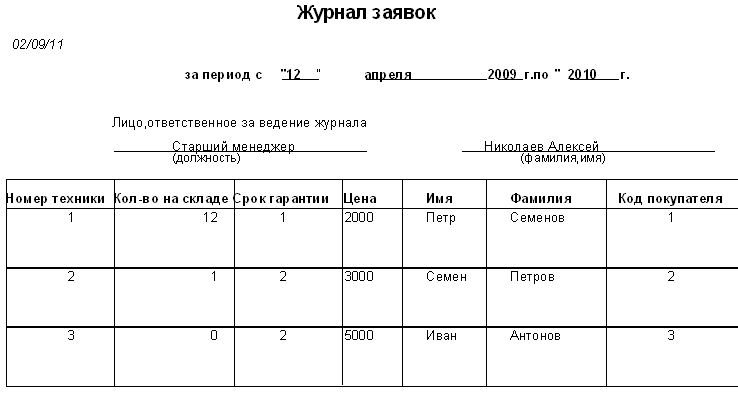 Журнал заявок
02/09/11
за период с "12 " апреля 2009 г.по " 2010 г.
Лицо,ответственное за ведение журнала
Старший менеджер Николаев Алексей
(должность) (фамилия,имя)
Номер техники Кол-во на складе Срок гарантии Цена Имя Фамилия Код покупателя
1 12 1 2000 Петр Семенов 1
2 1 2 3000 Семен Петров 2
3 0 2 5000 Иван Антонов 3